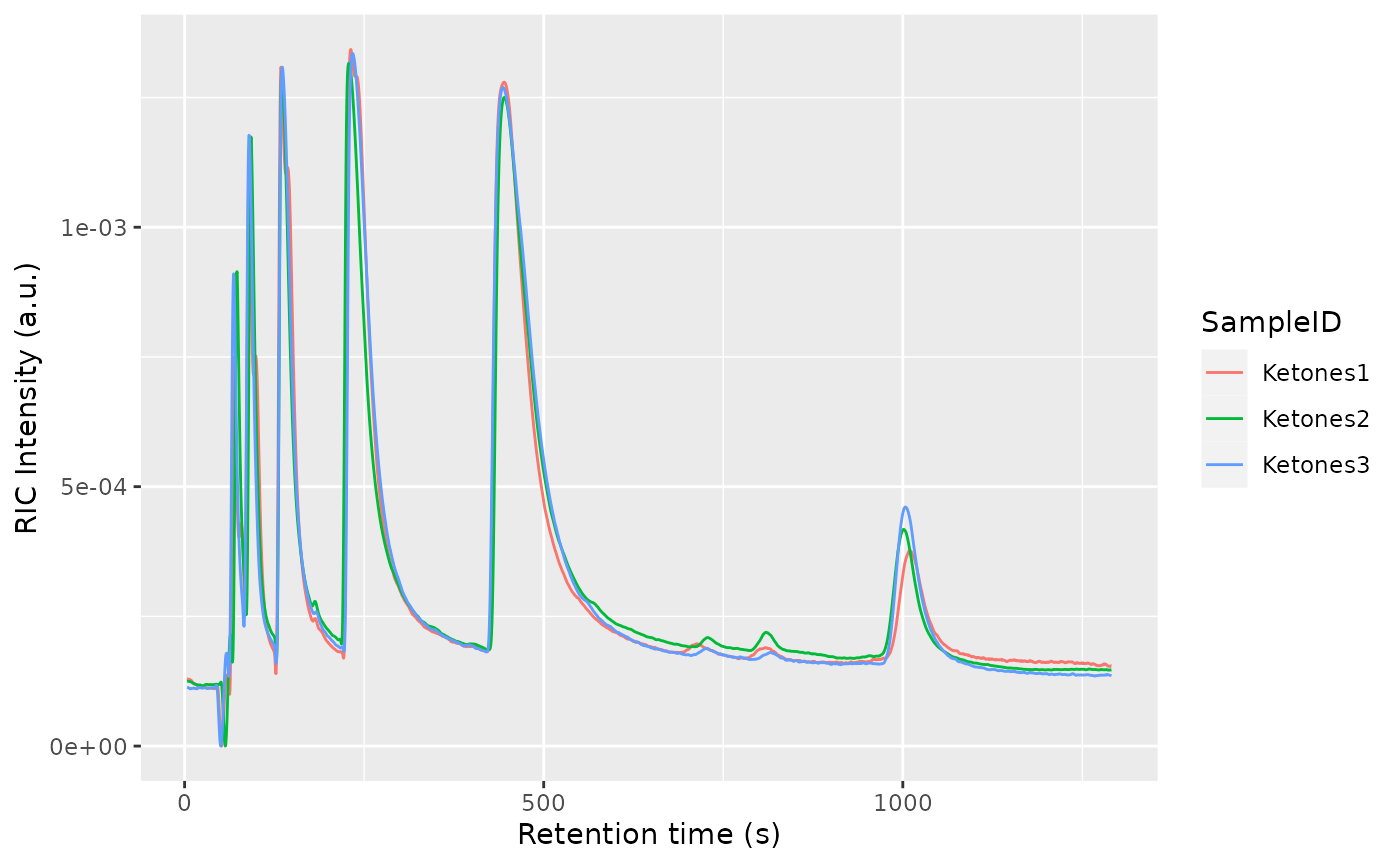 RIC Intensity (a.u.)
1e-03
5e-04
0e+00
0
500
1000
Retention time (s)
SampleID
Ketones1
Ketones2
Ketones3